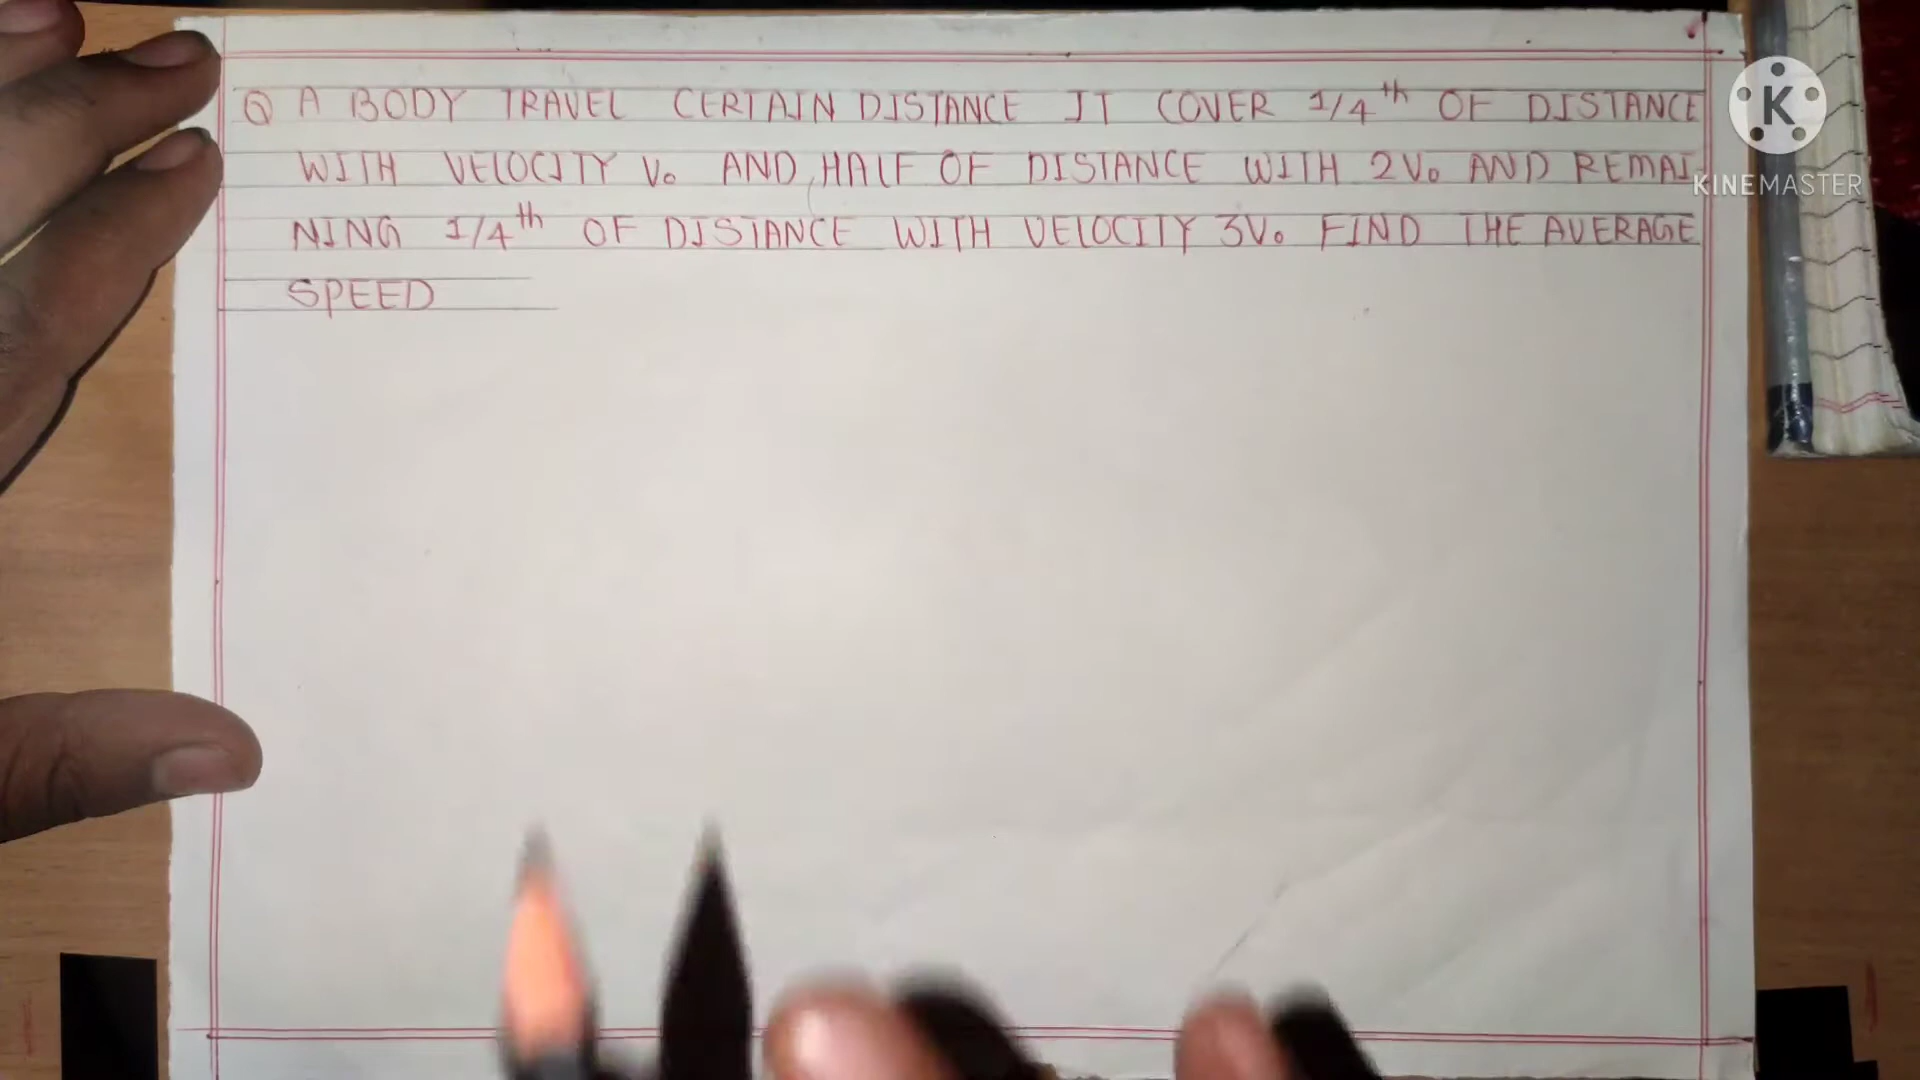 Q A BODY TRAVEL CERTAIN DISTANCE IT COVER 1/4th OF DISTANCE
WITH VELOCITY V₀ AND HALF OF DISTANCE WITH 2V₀ AND REMAI-
NING 1/4th OF DISTANCE WITH VELOCITY 3V₀ FIND THE AVERAGE
SPEED
K
KINEMASTER